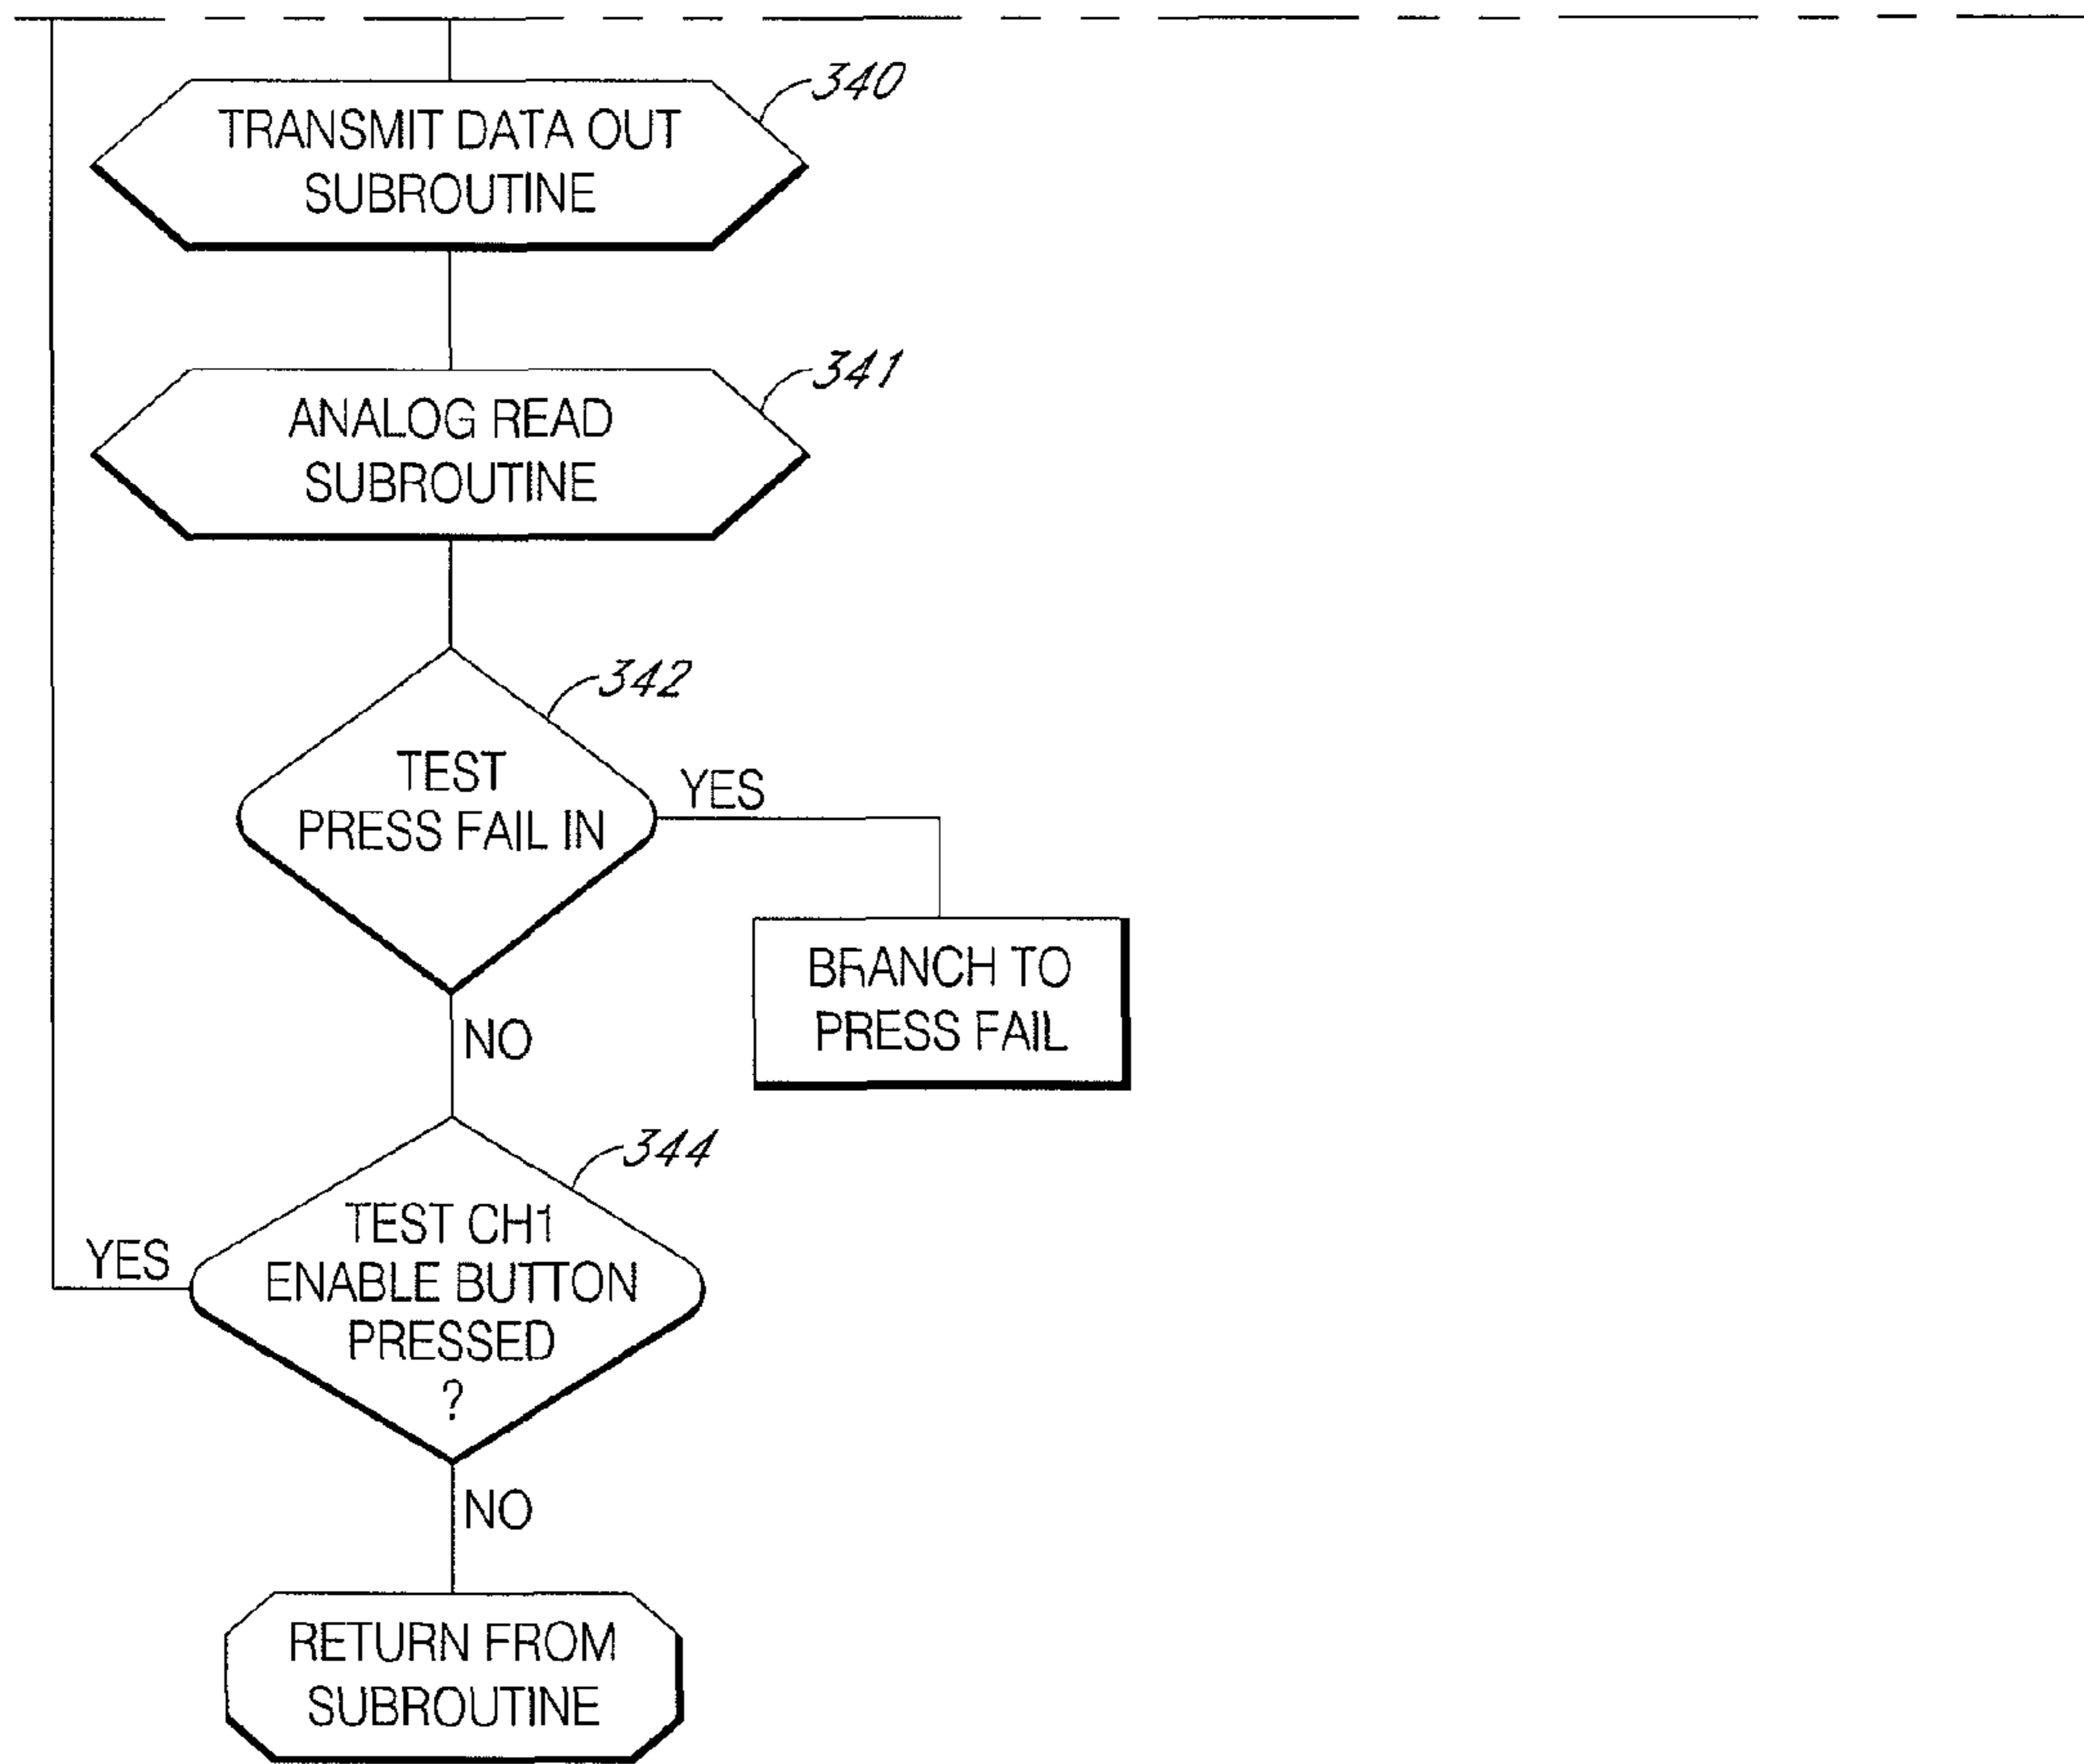 340
TRANSMIT DATA OUT
SUBROUTINE
341
ANALOG READ
SUBROUTINE
342
TEST
PRESS FAIL IN
YES
BRANCH TO
PRESS FAIL
NO
344
TEST CH1
ENABLE BUTTON
PRESSED
?
YES
NO
RETURN FROM
SUBROUTINE